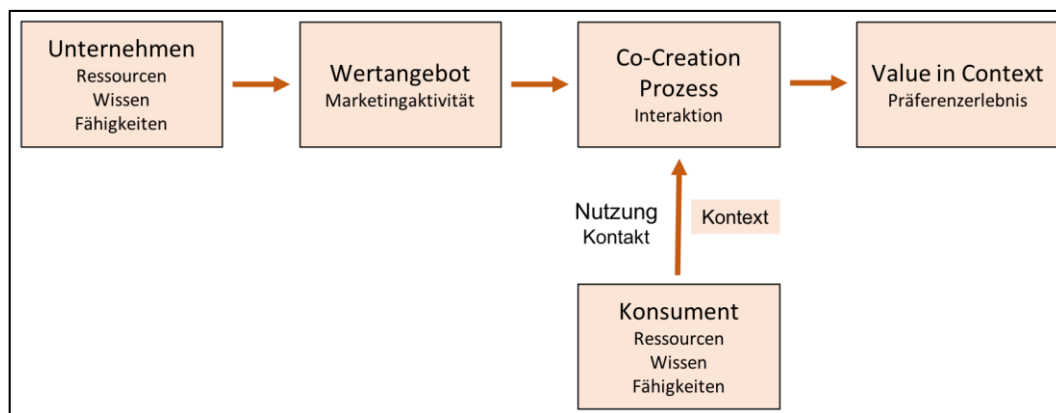 Unternehmen
Ressourcen
Wissen
Fähigkeiten
Wertangebot
Marketingaktivität
Co-Creation
Prozess
Interaktion
Value in Context
Präferenzerlebnis
Nutzung
Kontakt
Kontext
Konsument
Ressourcen
Wissen
Fähigkeiten